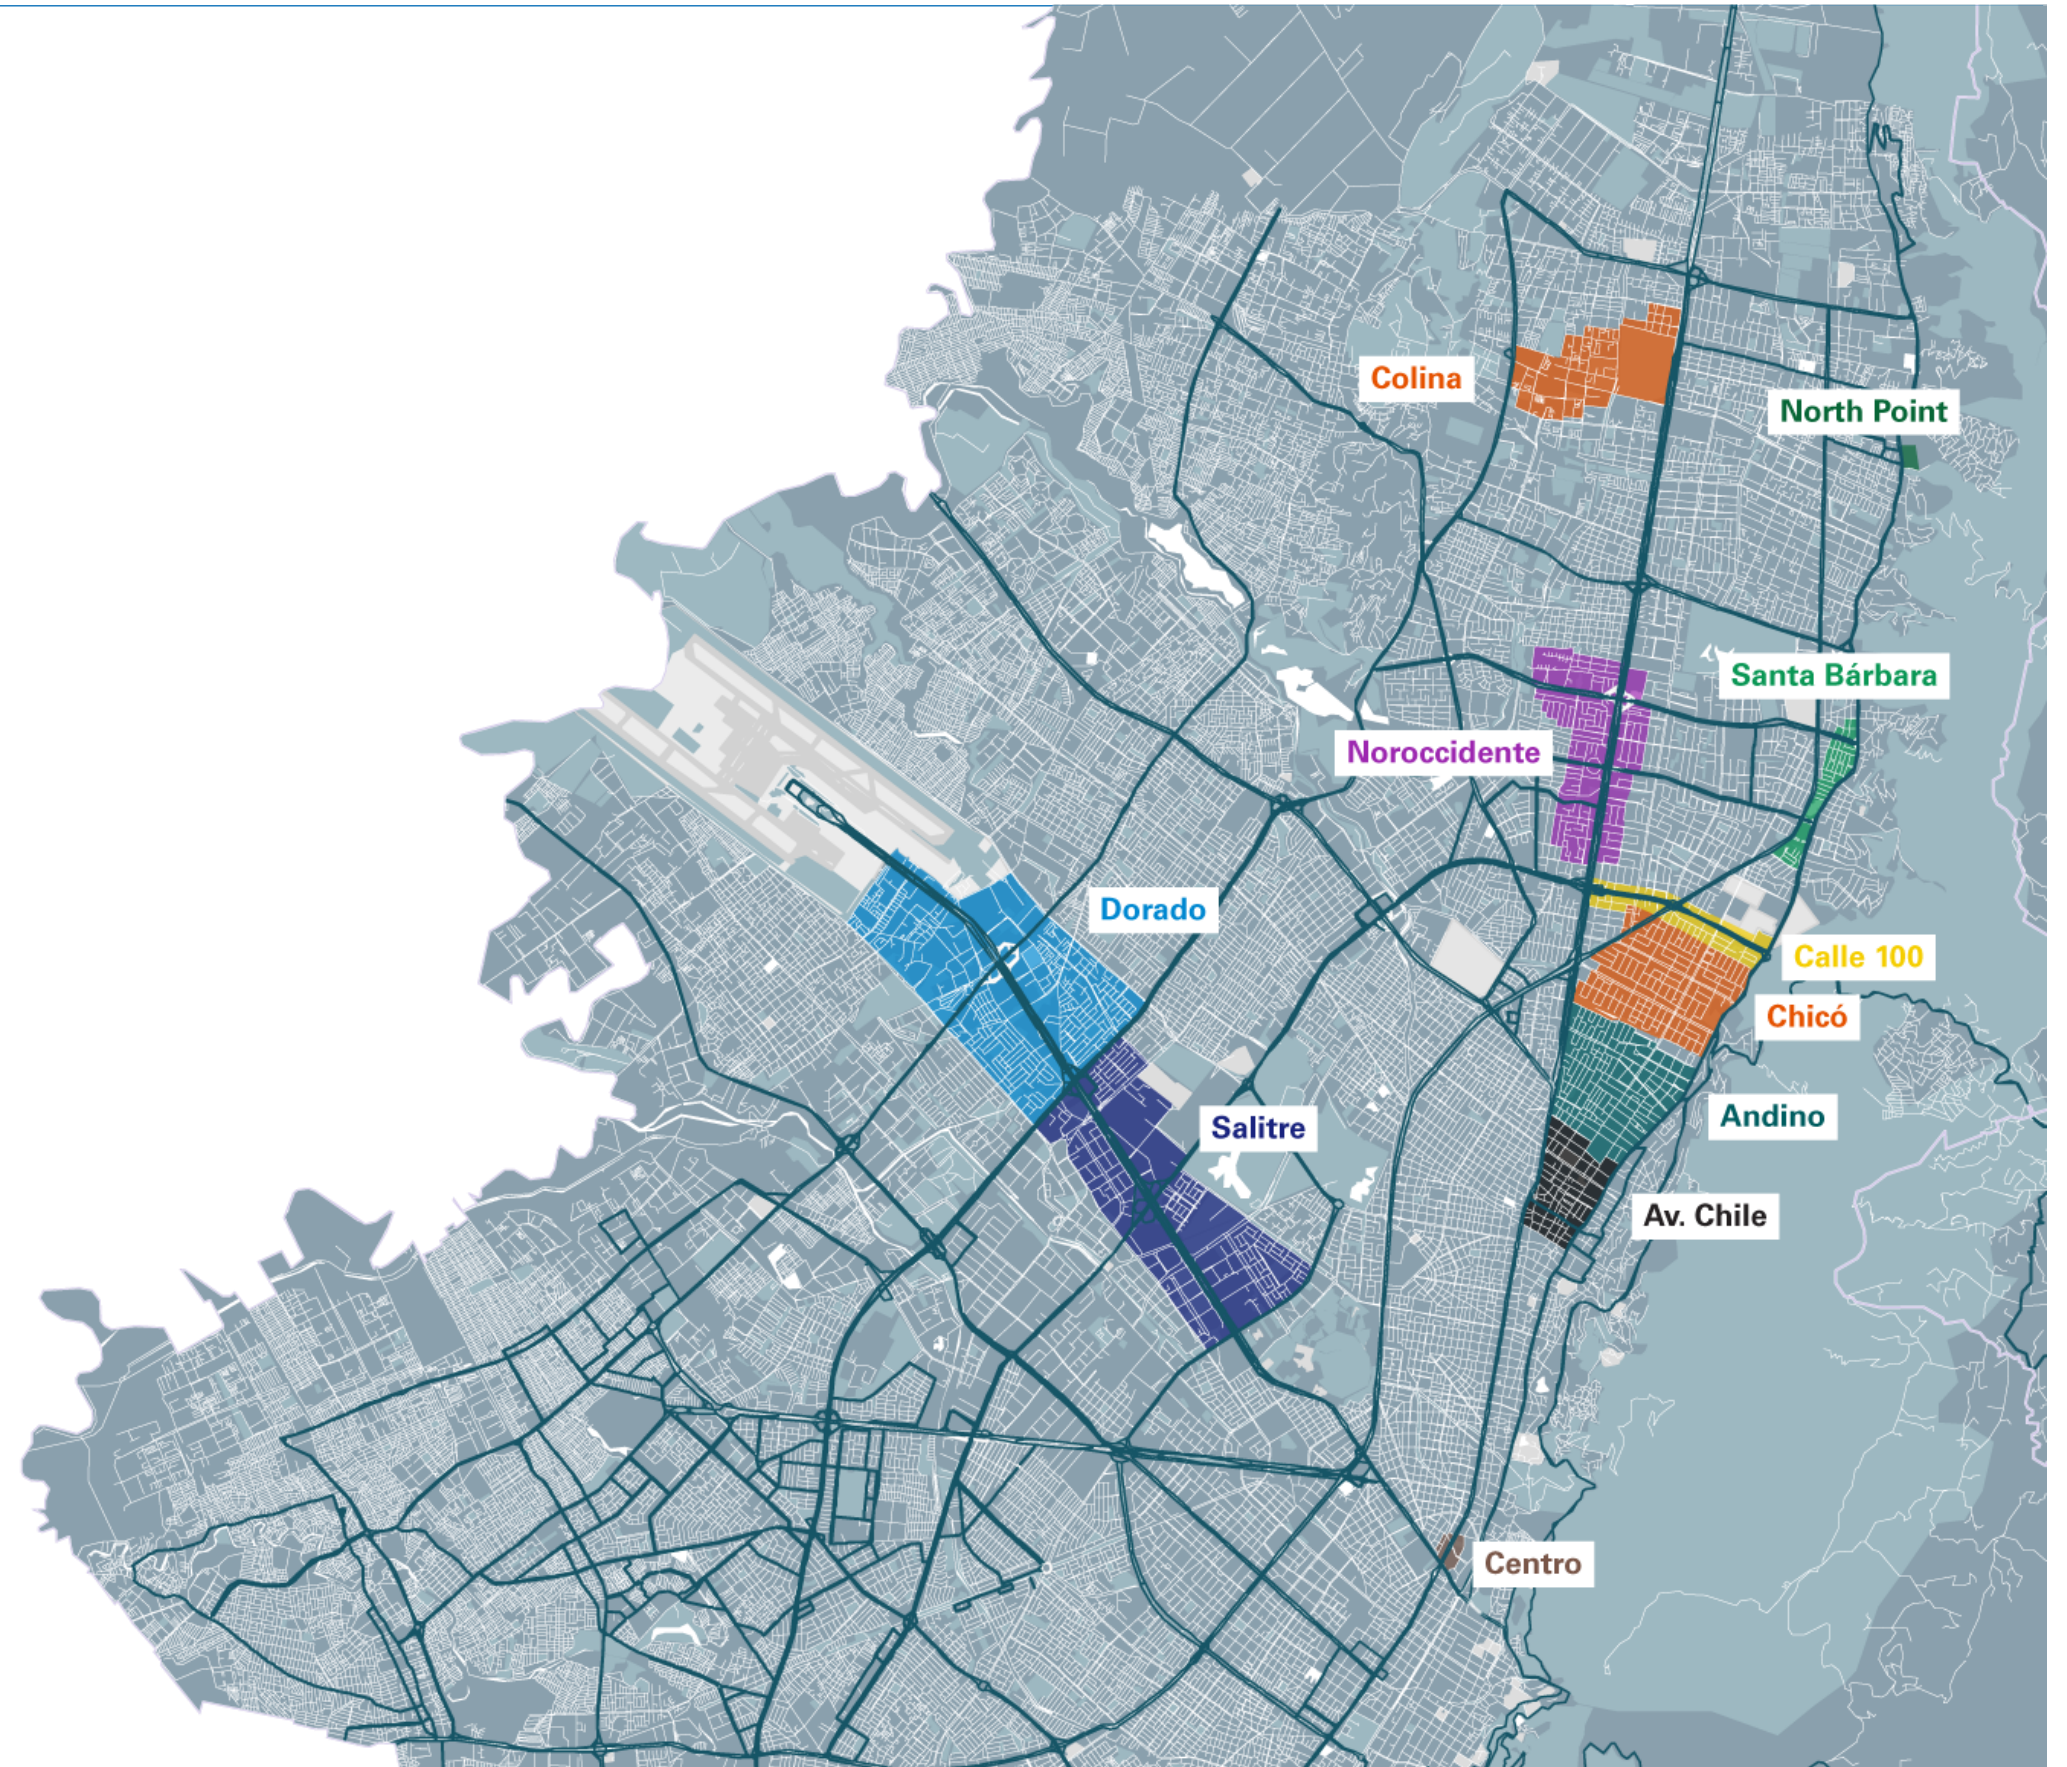 Colina
North Point
Santa Bárbara
Noroccidente
Dorado
Calle 100
Chicó
Andino
Salitre
Av. Chile
Centro